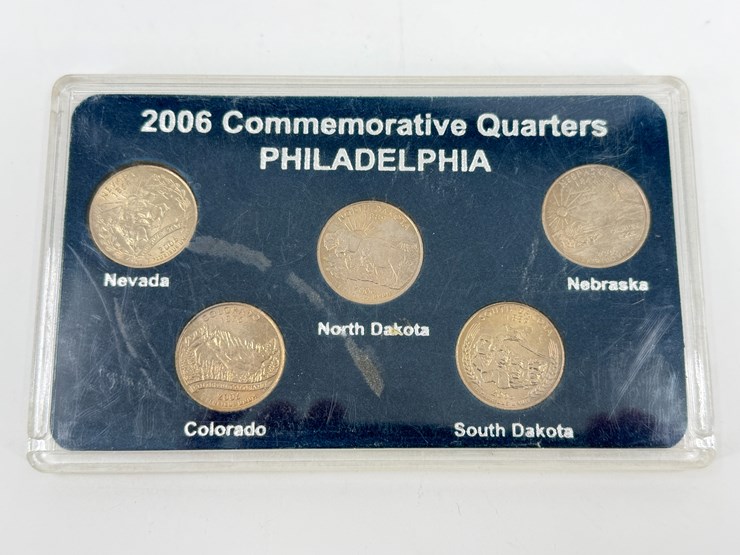 2006 Commemorative Quarters
PHILADELPHIA
Nevada
North Dakota
Nebraska
Colorado
South Dakota